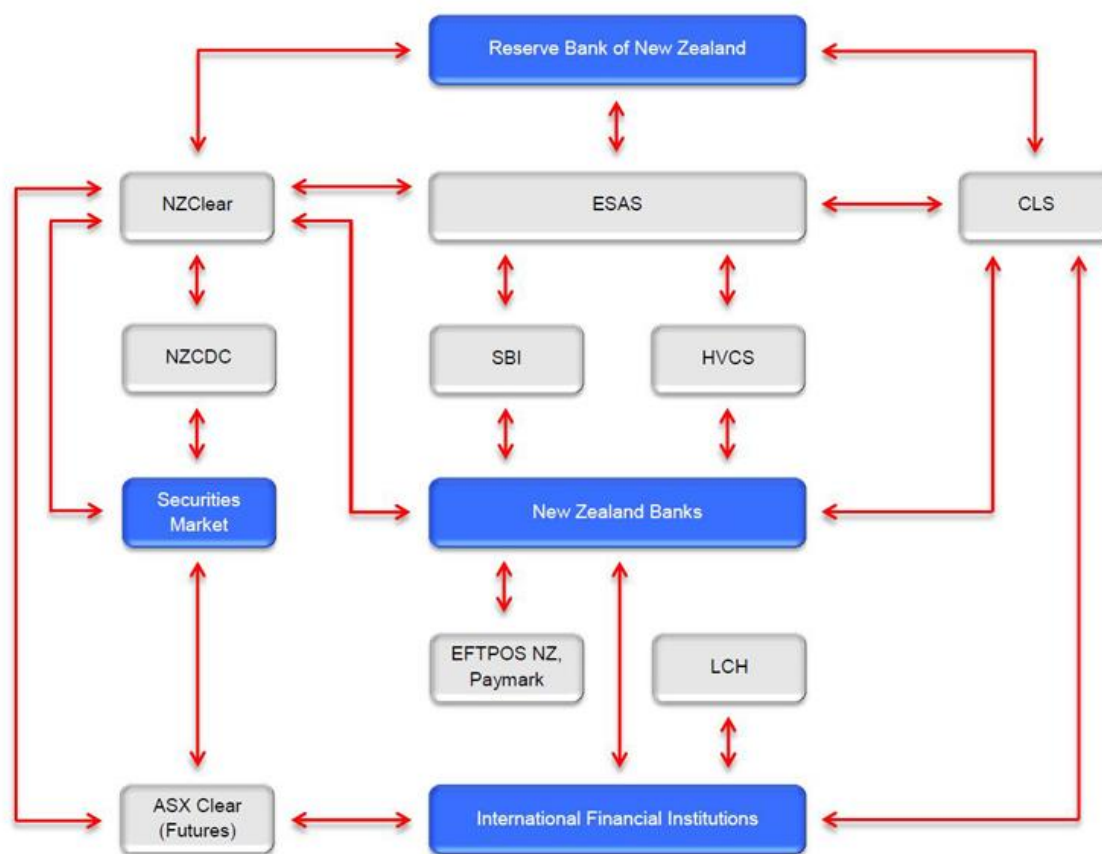 Reserve Bank of New Zealand
NZClear
ESAS
CLS
NZCDC
SBI
HVCS
Securities
Market
New Zealand Banks
EFTPOS NZ,
Paymark
LCH
ASX Clear
(Futures)
International Financial Institutions